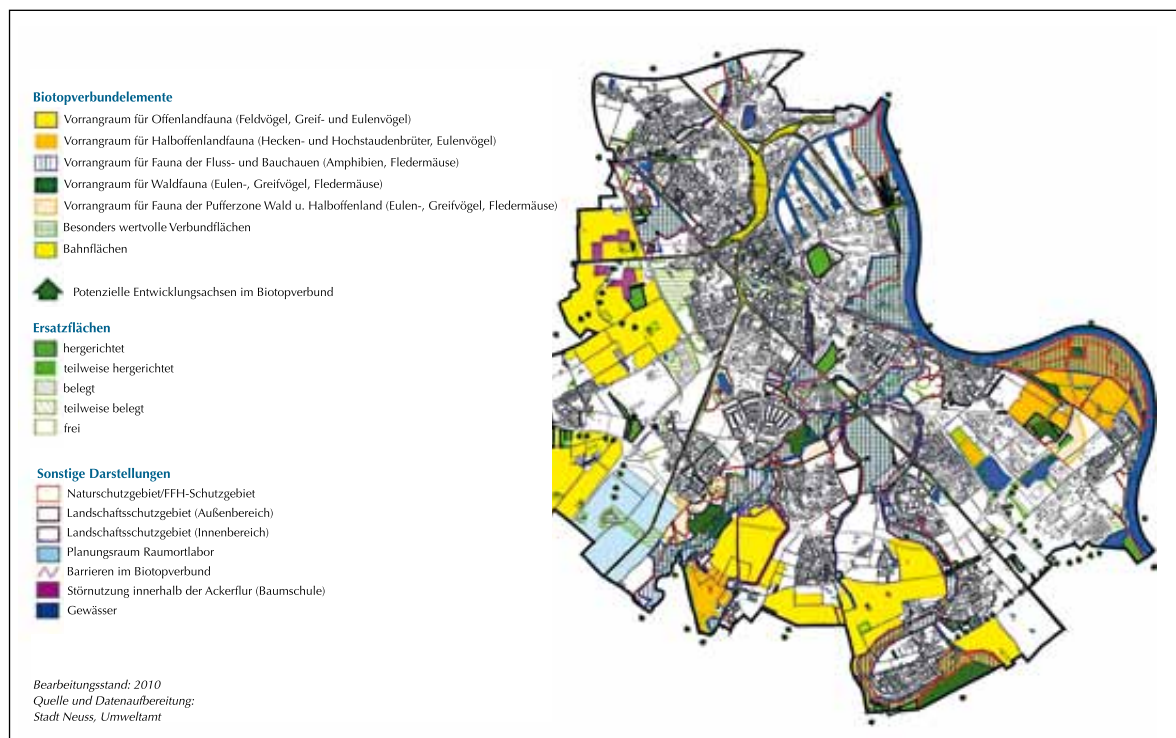 Biotopverbundelemente
Vorrangraum für Offenlandfauna (Feldvögel, Greif- und Eulenvögel)
Vorrangraum für Halboffenlandfauna (Hecken- und Hochstaudenbrüter, Eulenvögel)
Vorrangraum für Fauna der Fluss- und Bauchauen (Amphibien, Fledermäuse)
Vorrangraum für Waldfauna (Eulen-, Greifvögel, Fledermäuse)
Vorrangraum für Fauna der Pufferzone Wald u. Halboffenland (Eulen-, Greifvögel, Fledermäuse)
Besonders wertvolle Verbundflächen
Bahnflächen
Potenzielle Entwicklungsachsen im Biotopverbund
Ersatzflächen
hergerichtet
teilweise hergerichtet
belegt
teilweise belegt
frei
Sonstige Darstellungen
Naturschutzgebiet/FFH-Schutzgebiet
Landschaftsschutzgebiet (Außenbereich)
Landschaftsschutzgebiet (Innenbereich)
Planungsraum Raumortlabor
Barrieren im Biotopverbund
Störnutzung innerhalb der Ackerflur (Baumschule)
Gewässer
Bearbeitungsstand: 2010
Quelle und Datenaufbereitung:
Stadt Neuss, Umweltamt